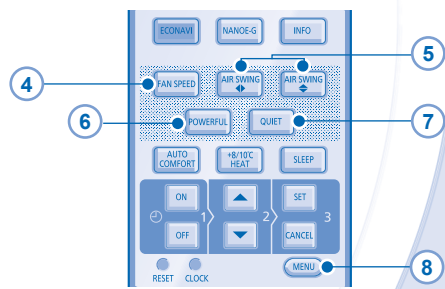 ECONAVI NANOE-G INFO
5
4 FAN SPEED AIR SWING AIR SWING
6 POWERFUL QUIET 7
AUTO COMFORT +8/10℃ HEAT SLEEP
ON SET
1 2 3
OFF CANCEL
RESET CLOCK MENU 8